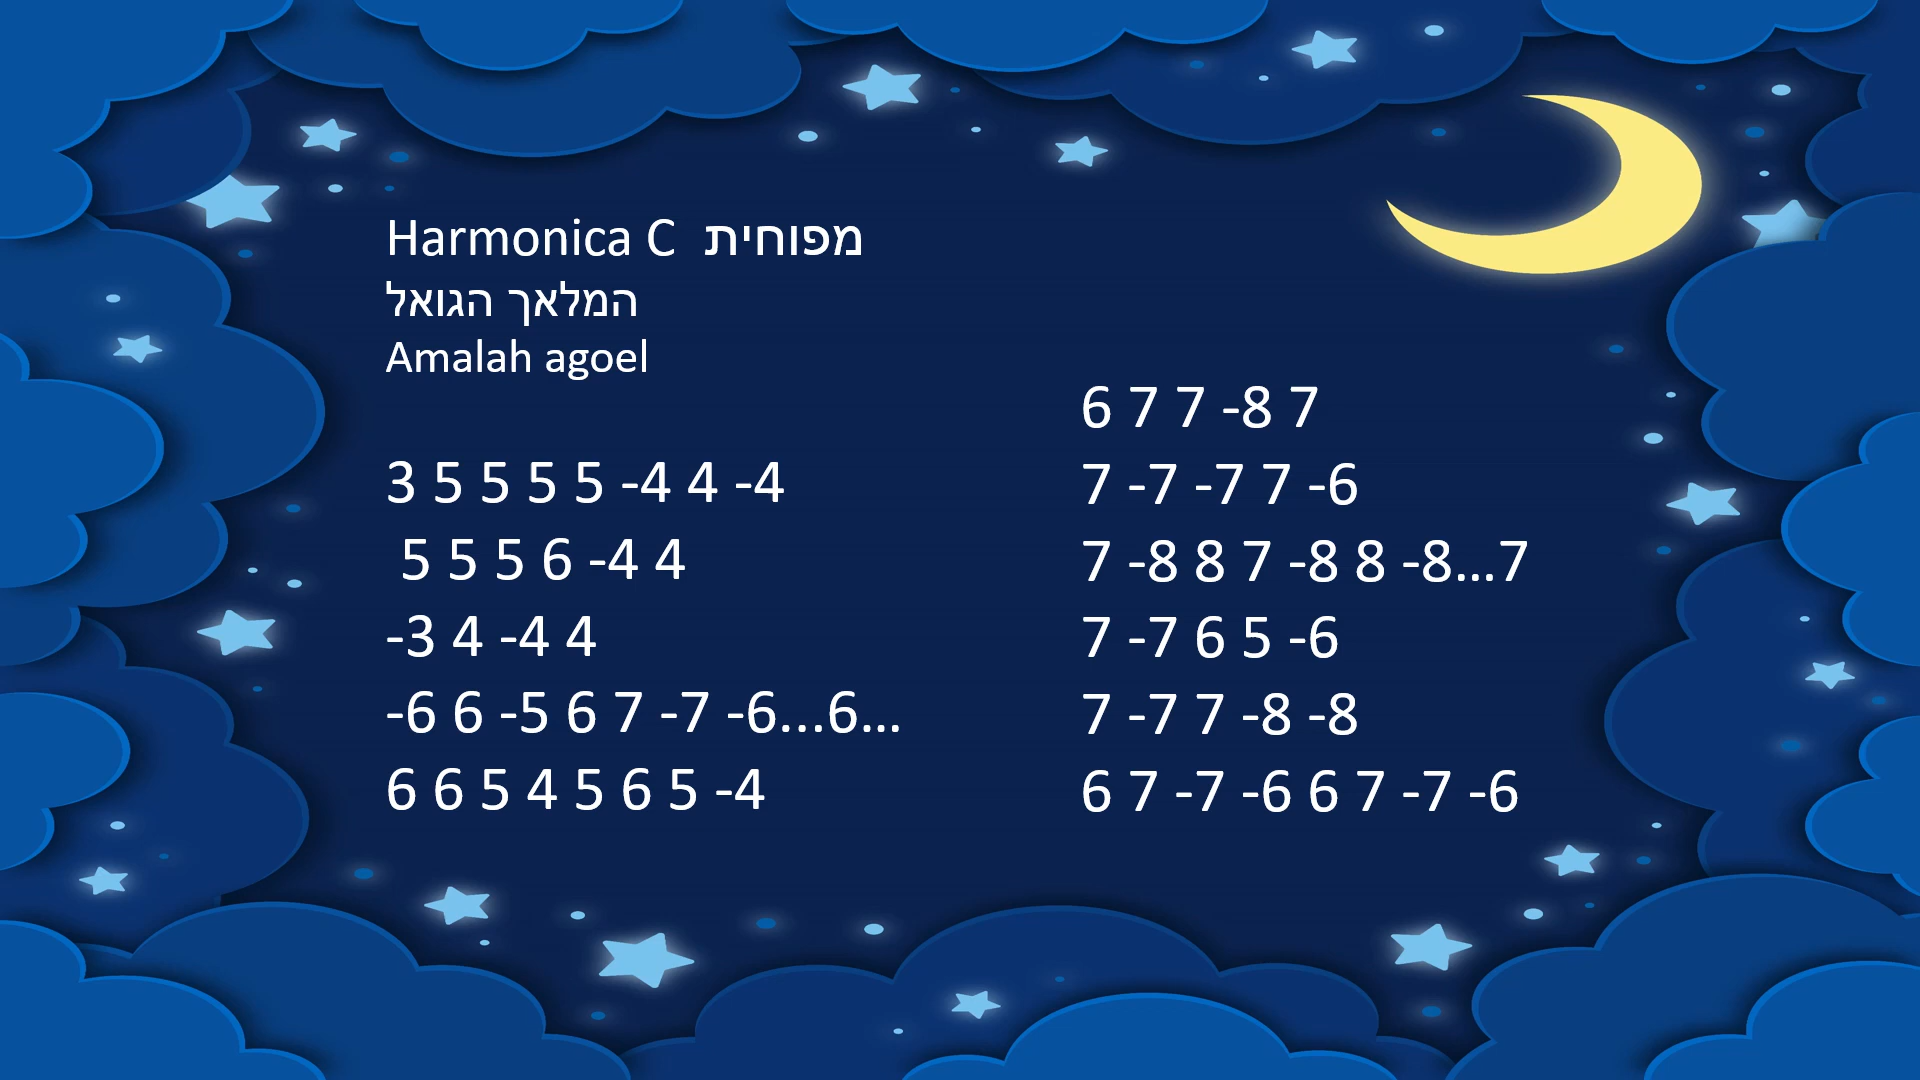 Harmonica C מפוחית
המלאך הגואל
Amalah agoel
3 5 5 5 5 -4 4 -4
5 5 5 6 -4 4
-3 4 -4 4
-6 6 -5 6 7 -7 -6...6...
6 6 5 4 5 6 5 -4
6 7 7 -8 7
7 -7 -7 7 -6
7 -8 8 7 -8 8 -8...7
7 -7 6 5 -6
7 -7 7 -8 -8
6 7 -7 -6 6 7 -7 -6